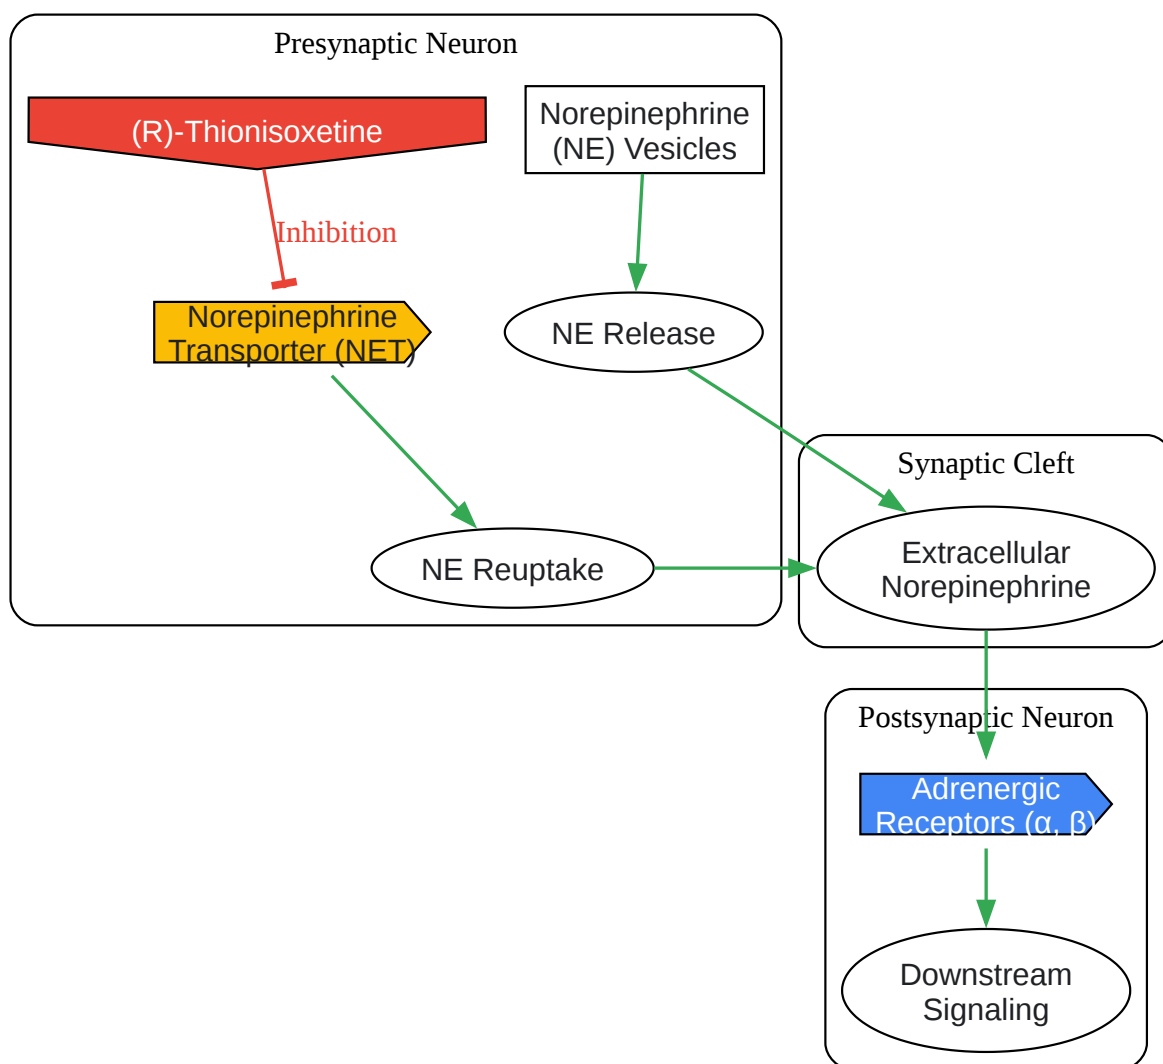 Presynaptic Neuron
(R)-Thionisoxetine
Norepinephrine
(NE) Vesicles
Inhibition
Norepinephrine
Transporter (NET)
NE Release
Synaptic Cleft
Extracellular
Norepinephrine
NE Reuptake
Postsynaptic Neuron
Adrenergic
Receptors (α, β)
Downstream
Signaling